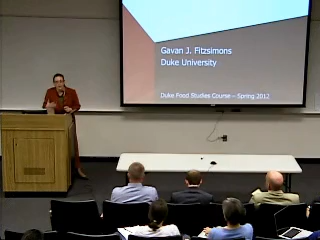 Gavan J. Fitzsimons
Duke University
Duke Food Studies Course – Spring 2012